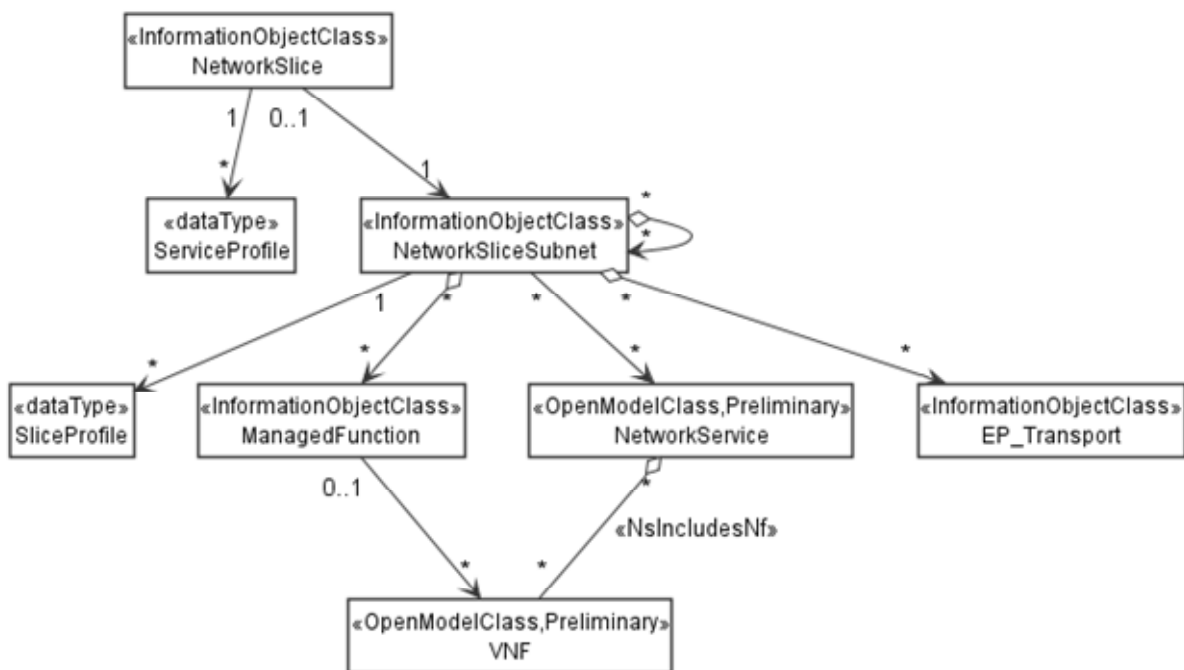 «InformationObjectClass»
NetworkSlice
1
0..1
*
1
«dataType»
ServiceProfile
«InformationObjectClass»
NetworkSliceSubnet
*
*
1
*
*
*
*
*
*
*
«dataType»
SliceProfile
«InformationObjectClass»
ManagedFunction
«OpenModelClass,Preliminary»
NetworkService
«InformationObjectClass»
EP_Transport
0..1
*
«NsIncludesNf»
*
*
«OpenModelClass,Preliminary»
VNF